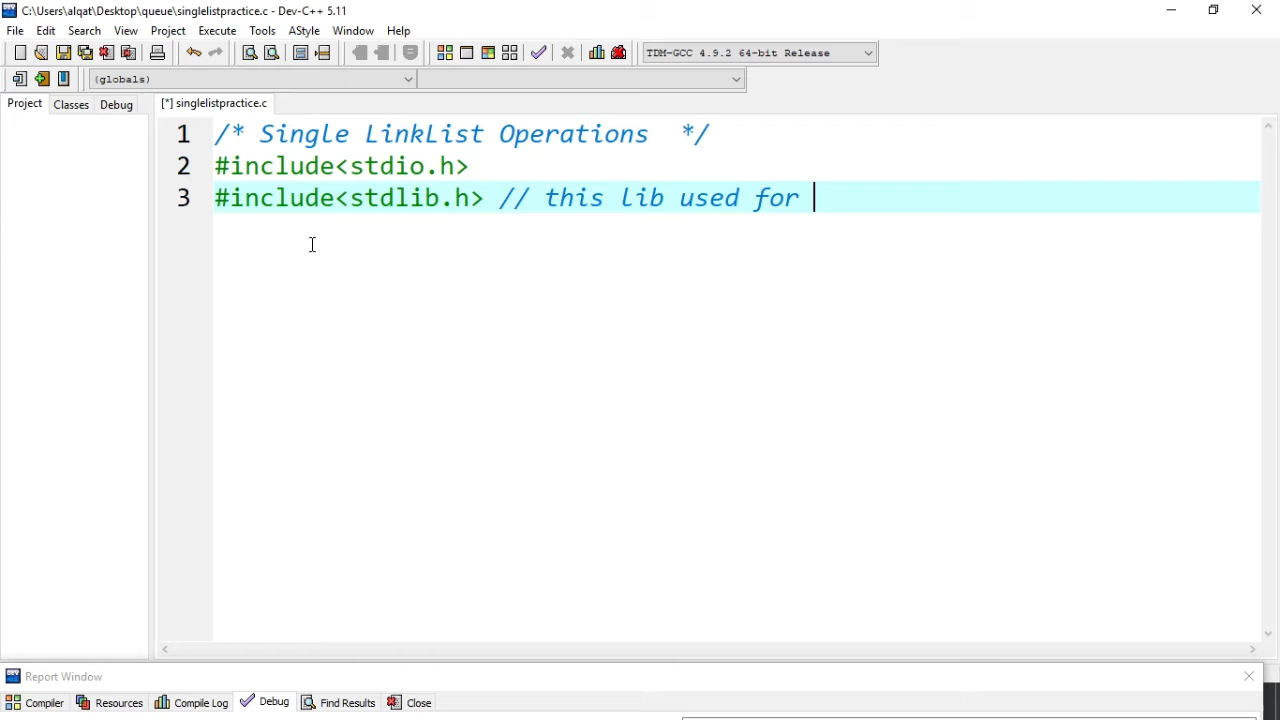 C:\Users\alqat\Desktop\queue\singlelistpractice.c - Dev-C++ 5.11
File Edit Search View Project Execute Tools AStyle Window Help
TDM-GCC 4.9.2 64-bit Release
(globals)
Project Classes Debug [*] singlelistpractice.c
1 /* Single LinkList Operations  */
2 #include<stdio.h>
3 #include<stdlib.h> // this lib used for
DEV Report Window
Compiler Resources Compile Log Debug Find Results Close